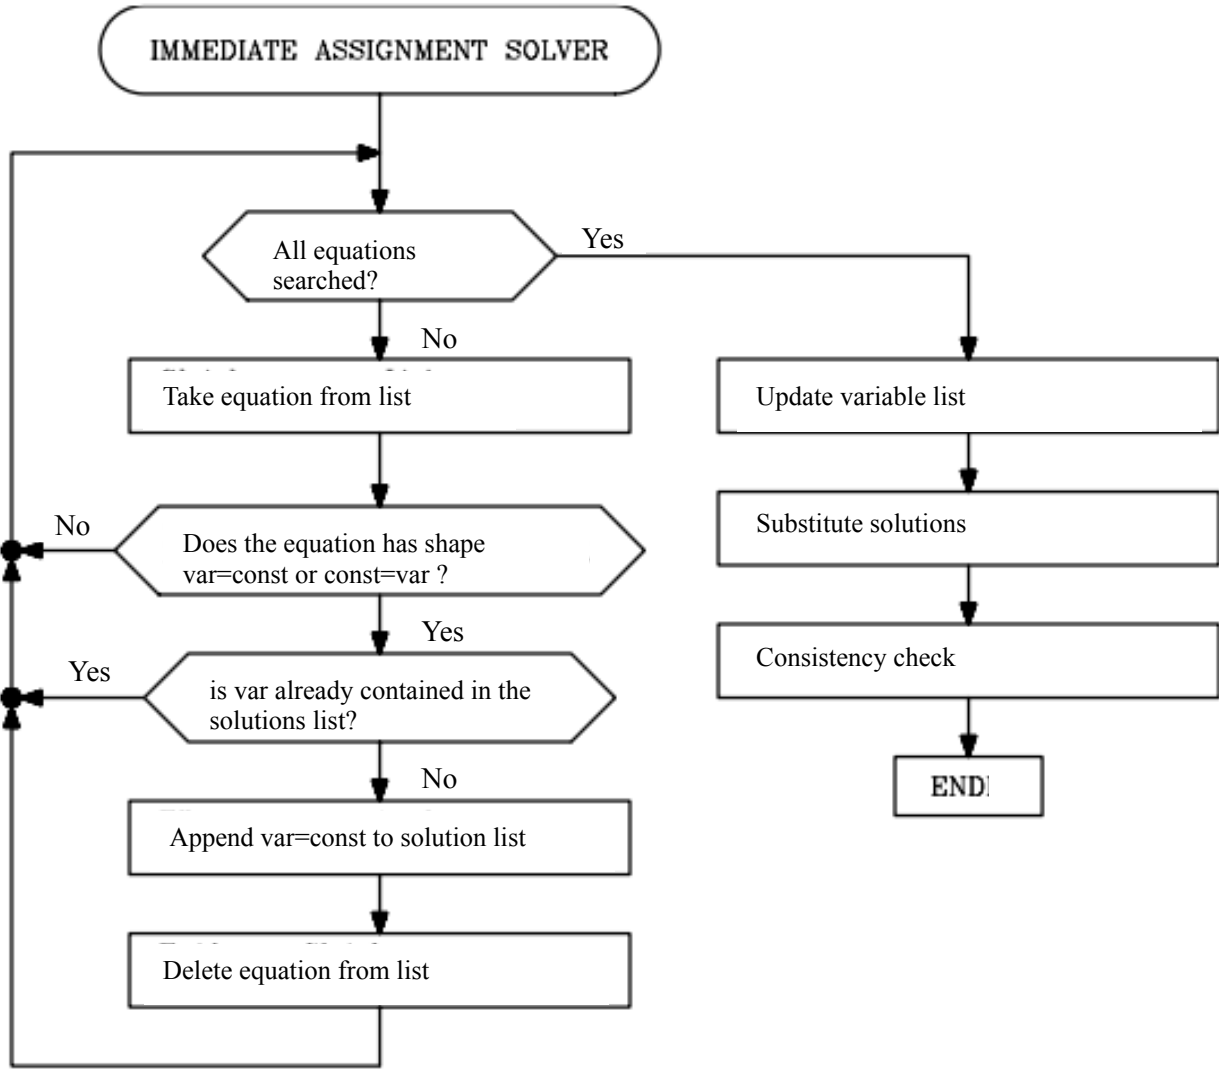 IMMEDIATE ASSIGNMENT SOLVER
All equations
searched?
Yes
No
Take equation from list
Update variable list
No
Does the equation has shape
var=const or const=var ?
Substitute solutions
Yes
Yes
is var already contained in the
solutions list?
Consistency check
No
END
Append var=const to solution list
Delete equation from list